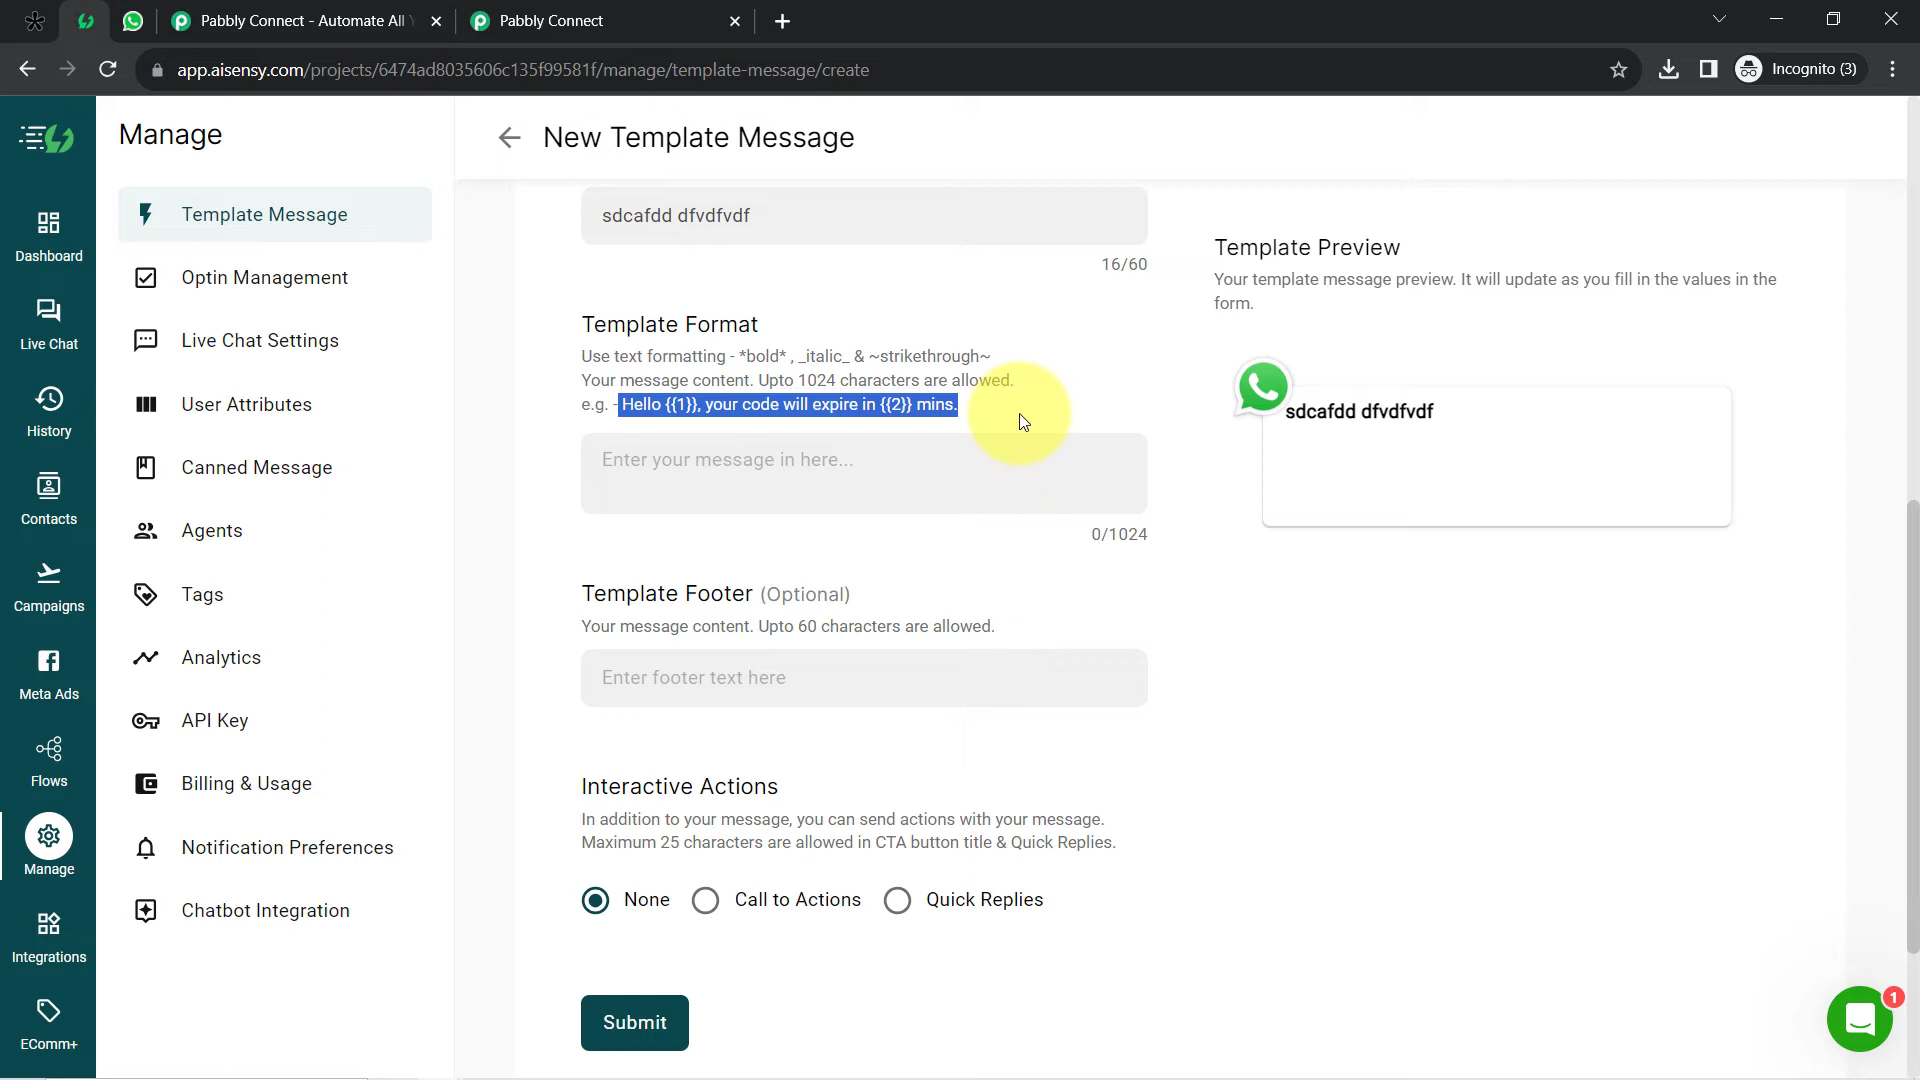 Pabbly Connect - Automate All Y
Pabbly Connect
app.aisensy.com/projects/6474ad8035606c135f99581f/manage/template-message/create
Incognito (3)
Dashboard
Live Chat
History
Contacts
Campaigns
Meta Ads
Flows
Manage
Integrations
EComm+
Manage
Template Message
Optin Management
Live Chat Settings
User Attributes
Canned Message
Agents
Tags
Analytics
API Key
Billing & Usage
Notification Preferences
Chatbot Integration
New Template Message
sdcafdd dfvdfvdf
16/60
Template Format
Use text formatting - *bold* , _italic_ & ~strikethrough~
Your message content. Upto 1024 characters are allowed.
e.g. - Hello {{1}}, your code will expire in {{2}} mins.
Enter your message in here...
0/1024
Template Footer (Optional)
Your message content. Upto 60 characters are allowed.
Enter footer text here
Interactive Actions
In addition to your message, you can send actions with your message.
Maximum 25 characters are allowed in CTA button title & Quick Replies.
None
Call to Actions
Quick Replies
Submit
Template Preview
Your template message preview. It will update as you fill in the values in the
form.
sdcafdd dfvdfvdf
1